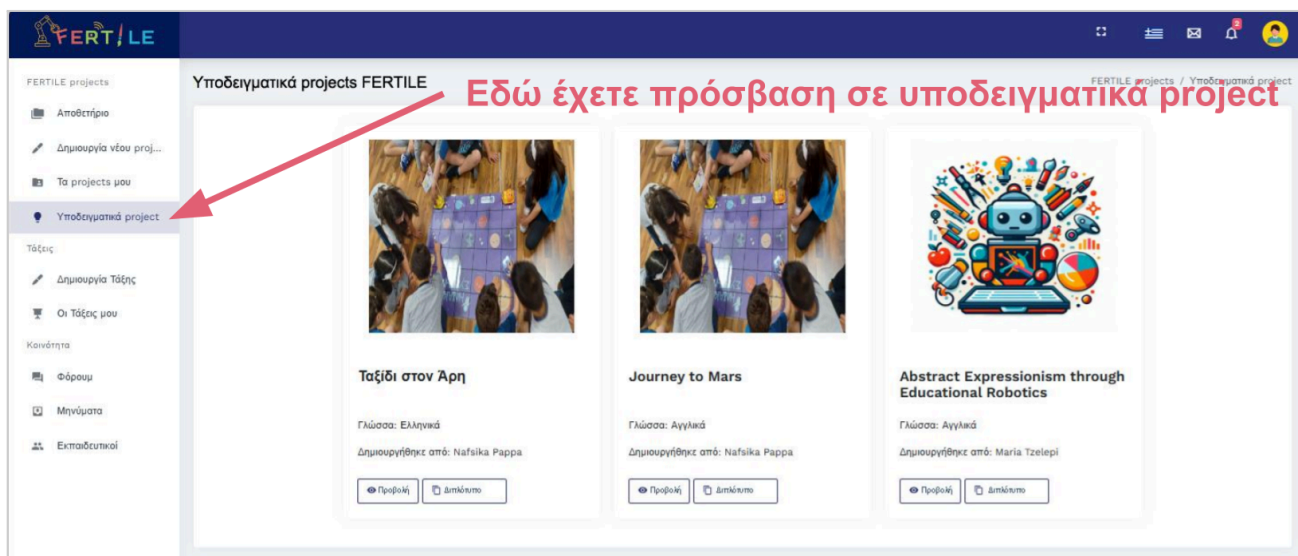 FERTILE
2
FERTILE projects
Αποθετήριο
Δημιουργία νέου proj...
Τα projects μου
Υποδειγματικά project
Τάξεις
Δημιουργία Τάξης
Οι Τάξεις μου
Κοινότητα
Φόρουμ
Μηνύματα
Εκπαιδευτικοί
Υποδειγματικά projects FERTILE
FERTILE projects / Υποδειγματικά project
Εδώ έχετε πρόσβαση σε υποδειγματικά project
Ταξίδι στον Άρη
Γλώσσα: Ελληνικά
Δημιουργήθηκε από: Nafsika Pappa
Προβολή Διπλότυπο
Journey to Mars
Γλώσσα: Αγγλικά
Δημιουργήθηκε από: Nafsika Pappa
Προβολή Διπλότυπο
Abstract Expressionism through
Educational Robotics
Γλώσσα: Αγγλικά
Δημιουργήθηκε από: Maria Tzelepi
Προβολή Διπλότυπο